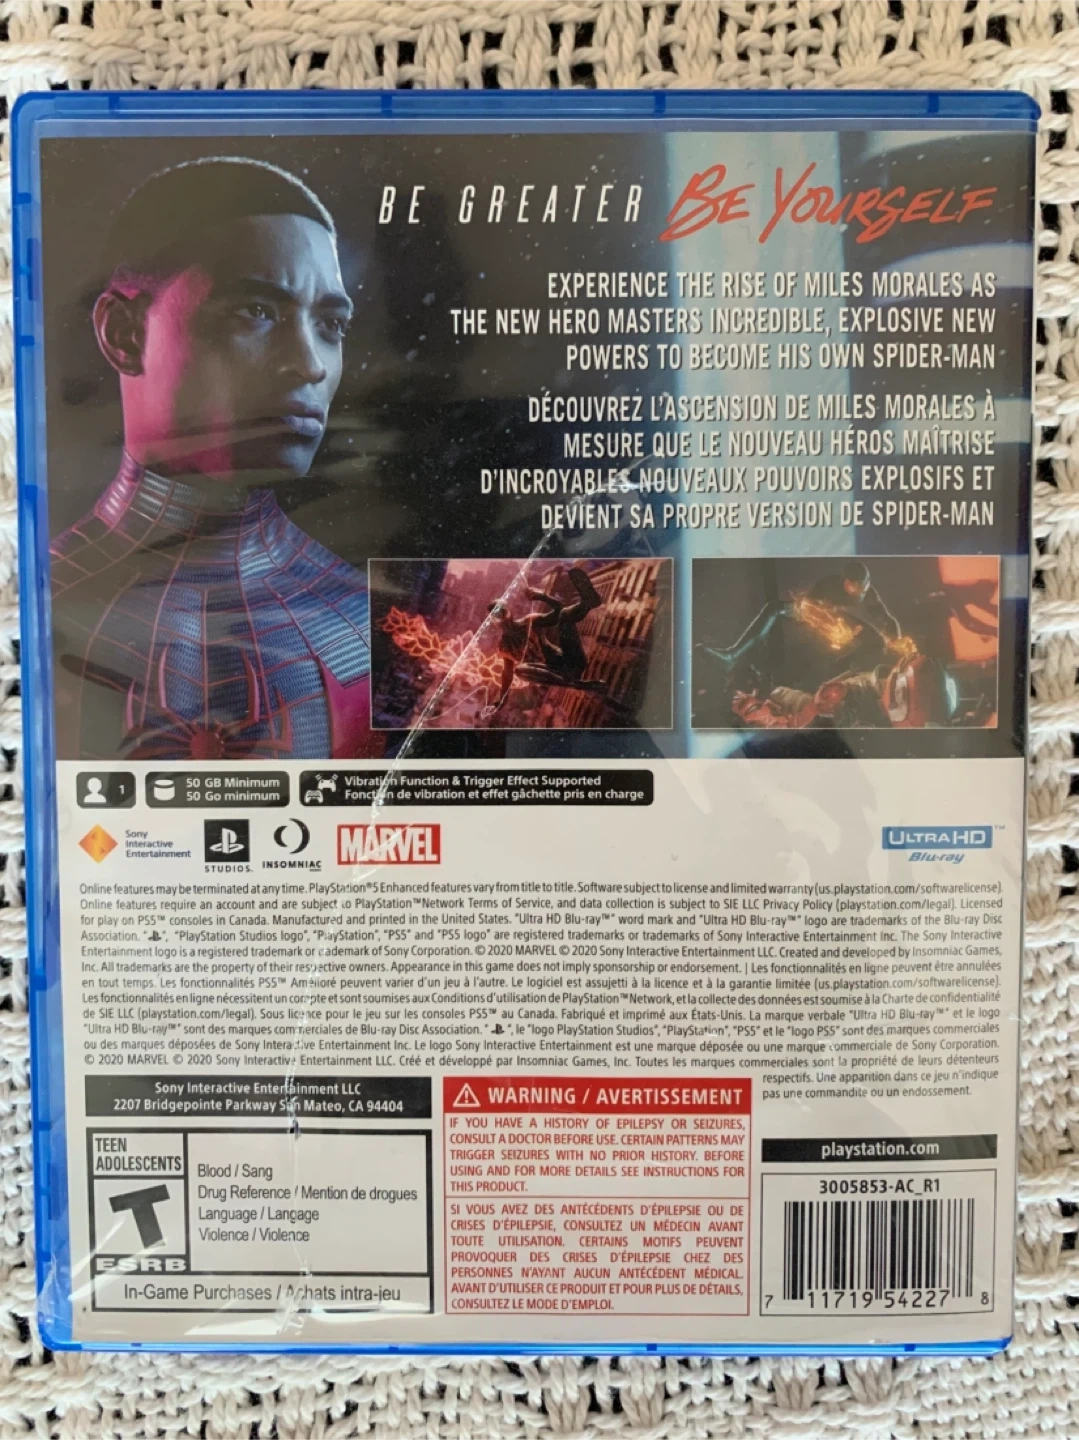 BE GREATER BE YOURSELF
EXPERIENCE THE RISE OF MILES MORALES AS
THE NEW HERO MASTERS INCREDIBLE, EXPLOSIVE NEW
POWERS TO BECOME HIS OWN SPIDER-MAN
DÉCOUVREZ L'ASCENSION DE MILES MORALES À
MESURE QUE LE NOUVEAU HÉROS MAÎTRISE
D'INCROYABLES NOUVEAUX POUVOIRS EXPLOSIFS ET
DEVIENT SA PROPRE VERSION DE SPIDER-MAN
1
50 GB Minimum
50 Go minimum
Vibration Function & Trigger Effect Supported
Fonction de vibration et effet gâchette pris en charge
Sony
Interactive
Entertainment
STUDIOS
INSOMNIAC
MARVEL
ULTRA HD™
Blu-ray
Online features may be terminated at any time. PlayStation®5 Enhanced features vary from title to title. Software subject to license and limited warranty (us.playstation.com/softwarelicense).
Online features require an account and are subject to PlayStation™Network Terms of Service, and data collection is subject to SIE LLC Privacy Policy (playstation.com/legal). Licensed
for play on PS5™ consoles in Canada. Manufactured and printed in the United States. "Ultra HD Blu-ray™" word mark and "Ultra HD Blu-ray™" logo are trademarks of the Blu-ray Disc
Association. "", "PlayStation Studios logo", "PlayStation", "PS5" and "PS5 logo" are registered trademarks or trademarks of Sony Interactive Entertainment Inc. The Sony Interactive
Entertainment logo is a registered trademark or trademark of Sony Corporation. © 2020 MARVEL © 2020 Sony Interactive Entertainment LLC. Created and developed by Insomniac Games,
Inc. All trademarks are the property of their respective owners. Appearance in this game does not imply sponsorship or endorsement. | Les fonctionnalités en ligne peuvent être annulées
en tout temps. Les fonctionnalités PS5™ Amélioré peuvent varier d'un jeu à l'autre. Le logiciel est assujetti à la licence et à la garantie limitée (us.playstation.com/softwarelicense).
Les fonctionnalités en ligne nécessitent un compte et sont soumises aux Conditions d'utilisation de PlayStation™Network, et la collecte des données est soumise à la Charte de confidentialité
de SIE LLC (playstation.com/legal). Sous licence pour le jeu sur les consoles PS5™ au Canada. Fabriqué et imprimé aux États-Unis. La marque verbale "Ultra HD Blu-ray™" et le logo
"Ultra HD Blu-ray™" sont des marques commerciales de Blu-ray Disc Association. "", le "logo PlayStation Studios", "PlayStation", "PS5" et le "logo PS5" sont des marques commerciales
ou des marques déposées de Sony Interactive Entertainment Inc. Le logo Sony Interactive Entertainment est une marque déposée ou une marque commerciale de Sony Corporation.
© 2020 MARVEL © 2020 Sony Interactive Entertainment LLC. Créé et développé par Insomniac Games, Inc. Toutes les marques commerciales sont la propriété de leurs détenteurs
respectifs. Une apparition dans ce jeu n'indique
pas une commandite ou un endossement.
Sony Interactive Entertainment LLC
2207 Bridgepointe Parkway San Mateo, CA 94404
TEEN
ADOLESCENTS
T
ESRB
Blood / Sang
Drug Reference / Mention de drogues
Language / Langage
Violence / Violence
In-Game Purchases / Achats intra-jeu
WARNING / AVERTISSEMENT
IF YOU HAVE A HISTORY OF EPILEPSY OR SEIZURES,
CONSULT A DOCTOR BEFORE USE. CERTAIN PATTERNS MAY
TRIGGER SEIZURES WITH NO PRIOR HISTORY. BEFORE
USING AND FOR MORE DETAILS SEE INSTRUCTIONS FOR
THIS PRODUCT.
SI VOUS AVEZ DES ANTÉCÉDENTS D'ÉPILEPSIE OU DE
CRISES D'ÉPILEPSIE, CONSULTEZ UN MÉDECIN AVANT
TOUTE UTILISATION. CERTAINS MOTIFS PEUVENT
PROVOQUER DES CRISES D'ÉPILEPSIE CHEZ DES
PERSONNES N'AYANT AUCUN ANTÉCÉDENT MÉDICAL.
AVANT D'UTILISER CE PRODUIT ET POUR PLUS DE DÉTAILS,
CONSULTEZ LE MODE D'EMPLOI.
playstation.com
3005853-AC_R1
7 11719 54227 8